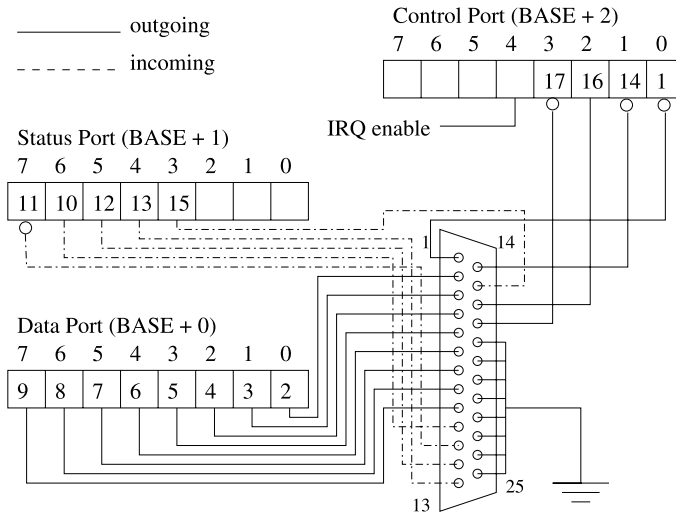 Control Port (BASE + 2)
outgoing
7 6 5 4 3 2 1 0
incoming
17 16 14 1
IRQ enable
Status Port (BASE + 1)
7 6 5 4 3 2 1 0
11 10 12 13 15
1 14
Data Port (BASE + 0)
7 6 5 4 3 2 1 0
9 8 7 6 5 4 3 2
13 25